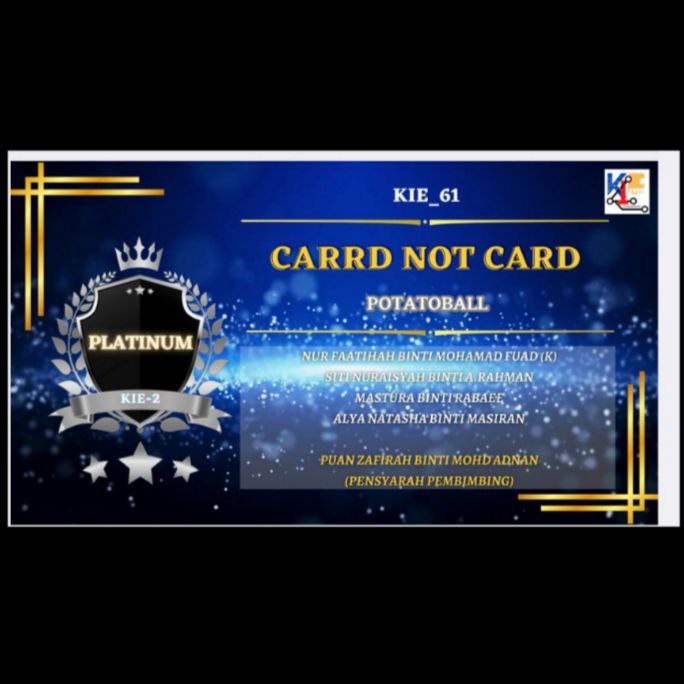 KIE_61
CARRD NOT CARD
POTATOBALL
PLATINUM
KIE-2
NUR FAATIHAH BINTI MOHAMAD FUAD (K)
SITI NURAISYAH BINTI A.RAHMAN
MASTURA BINTI RABAEE
ALYA NATASHA BINTI MASIRAN
PUAN ZAFIRAH BINTI MOHD ADNAN
(PENSYARAH PEMBIMBING)
KIE